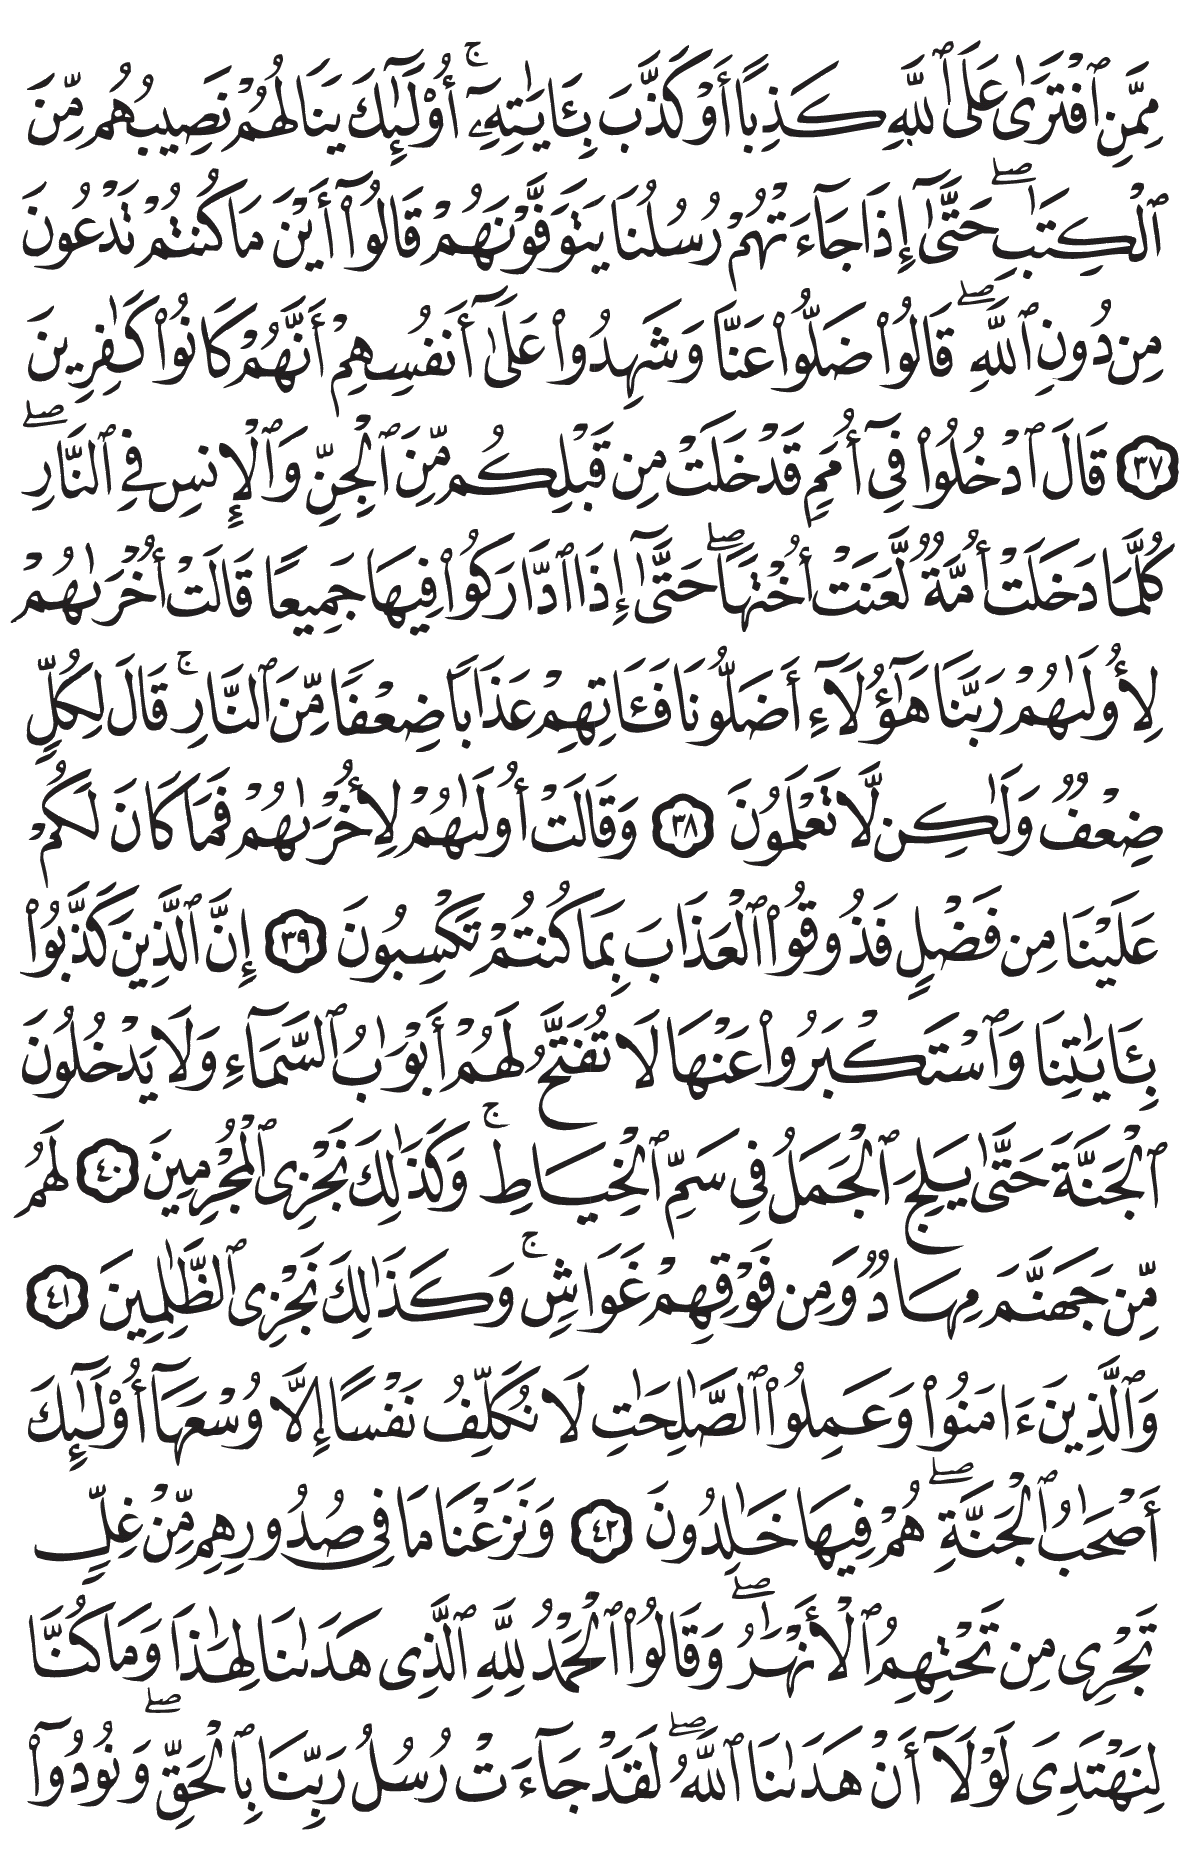 مِمَّنِ ٱفْتَرَىٰ عَلَى ٱللَّهِ كَذِبًا أَوْ كَذَّبَ بِـَٔايَـٰتِهِۦٓ ۚ أُو۟لَـٰٓئِكَ يَنَالُهُمْ نَصِيبُهُم مِّنَ
ٱلْكِتَـٰبِ ۖ حَتَّىٰٓ إِذَا جَآءَتْهُمْ رُسُلُنَا يَتَوَفَّوْنَهُمْ قَالُوٓا۟ أَيْنَ مَا كُنتُمْ تَدْعُونَ
مِن دُونِ ٱللَّهِ ۖ قَالُوا۟ ضَلُّوا۟ عَنَّا وَشَهِدُوا۟ عَلَىٰٓ أَنفُسِهِمْ أَنَّهُمْ كَانُوا۟ كَـٰفِرِينَ
٣٧ قَالَ ٱدْخُلُوا۟ فِىٓ أُمَمٍ قَدْ خَلَتْ مِن قَبْلِكُم مِّنَ ٱلْجِنِّ وَٱلْإِنسِ فِى ٱلنَّارِ ۖ
كُلَّمَا دَخَلَتْ أُمَّةٌ لَّعَنَتْ أُخْتَهَا ۖ حَتَّىٰٓ إِذَا ٱدَّارَكُوا۟ فِيهَا جَمِيعًا قَالَتْ أُخْرَىٰهُمْ
لِأُولَىٰهُمْ رَبَّنَا هَـٰٓؤُلَآءِ أَضَلُّونَا فَـَٔاتِهِمْ عَذَابًا ضِعْفًا مِّنَ ٱلنَّارِ ۚ قَالَ لِكُلٍّ
ضِعْفٌ وَلَـٰكِن لَّا تَعْلَمُونَ ٣٨ وَقَالَتْ أُولَىٰهُمْ لِأُخْرَىٰهُمْ فَمَا كَانَ لَكُمْ
عَلَيْنَا مِن فَضْلٍ فَذُوقُوا۟ ٱلْعَذَابَ بِمَا كُنتُمْ تَكْسِبُونَ ٣٩ إِنَّ ٱلَّذِينَ كَذَّبُوا۟
بِـَٔايَـٰتِنَا وَٱسْتَكْبَرُوا۟ عَنْهَا لَا تُفَتَّحُ لَهُمْ أَبْوَٰبُ ٱلسَّمَآءِ وَلَا يَدْخُلُونَ
ٱلْجَنَّةَ حَتَّىٰ يَلِجَ ٱلْجَمَلُ فِى سَمِّ ٱلْخِيَاطِ ۚ وَكَذَٰلِكَ نَجْزِى ٱلْمُجْرِمِينَ ٤٠ لَهُم
مِّن جَهَنَّمَ مِهَادٌ وَمِن فَوْقِهِمْ غَوَاشٍ ۚ وَكَذَٰلِكَ نَجْزِى ٱلظَّـٰلِمِينَ ٤١
وَٱلَّذِينَ ءَامَنُوا۟ وَعَمِلُوا۟ ٱلصَّـٰلِحَـٰتِ لَا نُكَلِّفُ نَفْسًا إِلَّا وُسْعَهَآ أُو۟لَـٰٓئِكَ
أَصْحَـٰبُ ٱلْجَنَّةِ ۖ هُمْ فِيهَا خَـٰلِدُونَ ٤٢ وَنَزَعْنَا مَا فِى صُدُورِهِم مِّنْ غِلٍّ
تَجْرِى مِن تَحْتِهِمُ ٱلْأَنْهَـٰرُ ۖ وَقَالُوا۟ ٱلْحَمْدُ لِلَّهِ ٱلَّذِى هَدَىٰنَا لِهَـٰذَا وَمَا كُنَّا
لِنَهْتَدِىَ لَوْلَآ أَنْ هَدَىٰنَا ٱللَّهُ ۖ لَقَدْ جَآءَتْ رُسُلُ رَبِّنَا بِٱلْحَقِّ ۖ وَنُودُوٓا۟